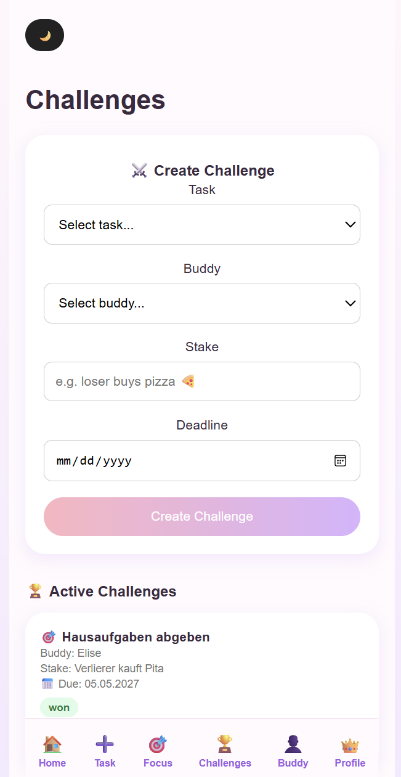 Challenges
Create Challenge
Task
Select task...
Buddy
Select buddy...
Stake
e.g. loser buys pizza 🍕
Deadline
mm/dd/yyyy
Create Challenge
🏆 Active Challenges
🎯 Hausaufgaben abgeben
Buddy: Elise
Stake: Verlierer kauft Pita
Due: 05.05.2027
won
Home Task Focus Challenges Buddy Profile